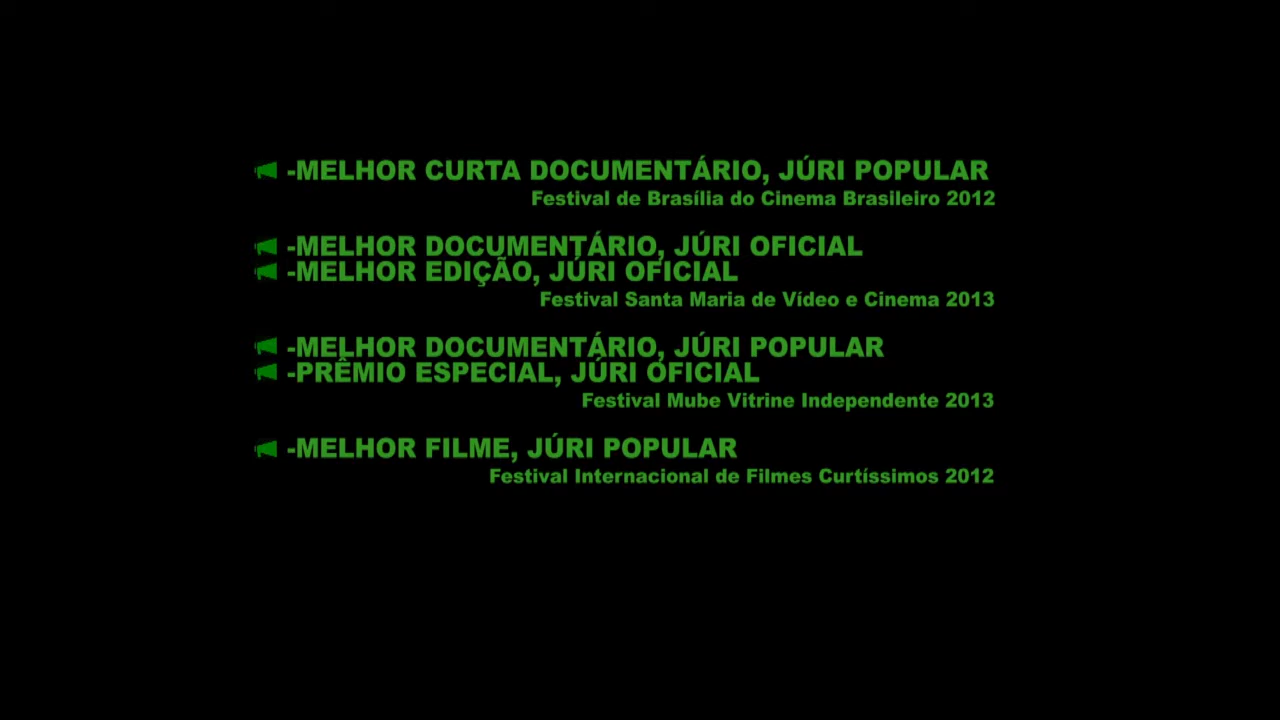 -MELHOR CURTA DOCUMENTÁRIO, JÚRI POPULAR
Festival de Brasília do Cinema Brasileiro 2012
-MELHOR DOCUMENTÁRIO, JÚRI OFICIAL
-MELHOR EDIÇÃO, JÚRI OFICIAL
Festival Santa Maria de Vídeo e Cinema 2013
-MELHOR DOCUMENTÁRIO, JÚRI POPULAR
-PRÊMIO ESPECIAL, JÚRI OFICIAL
Festival Mube Vitrine Independente 2013
-MELHOR FILME, JÚRI POPULAR
Festival Internacional de Filmes Curtíssimos 2012